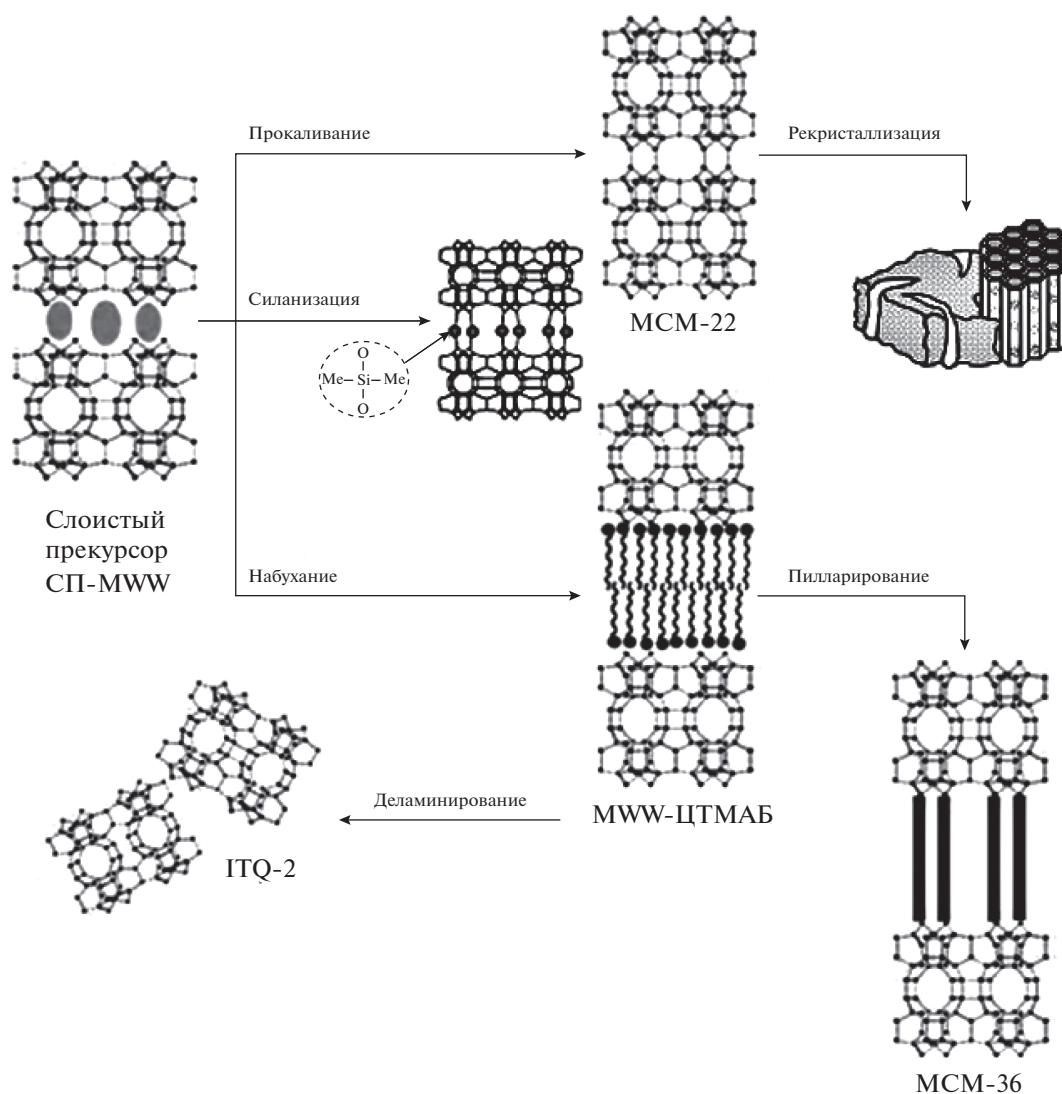 Прокаливание
Рекристаллизация
Силанизация
MCM-22
O
Me–Si–Me
O
Слоистый
прекурсор
СП-MWW
Набухание
Пилларирование
Деламинирование
MWW-ЦТМАБ
ITQ-2
MCM-36